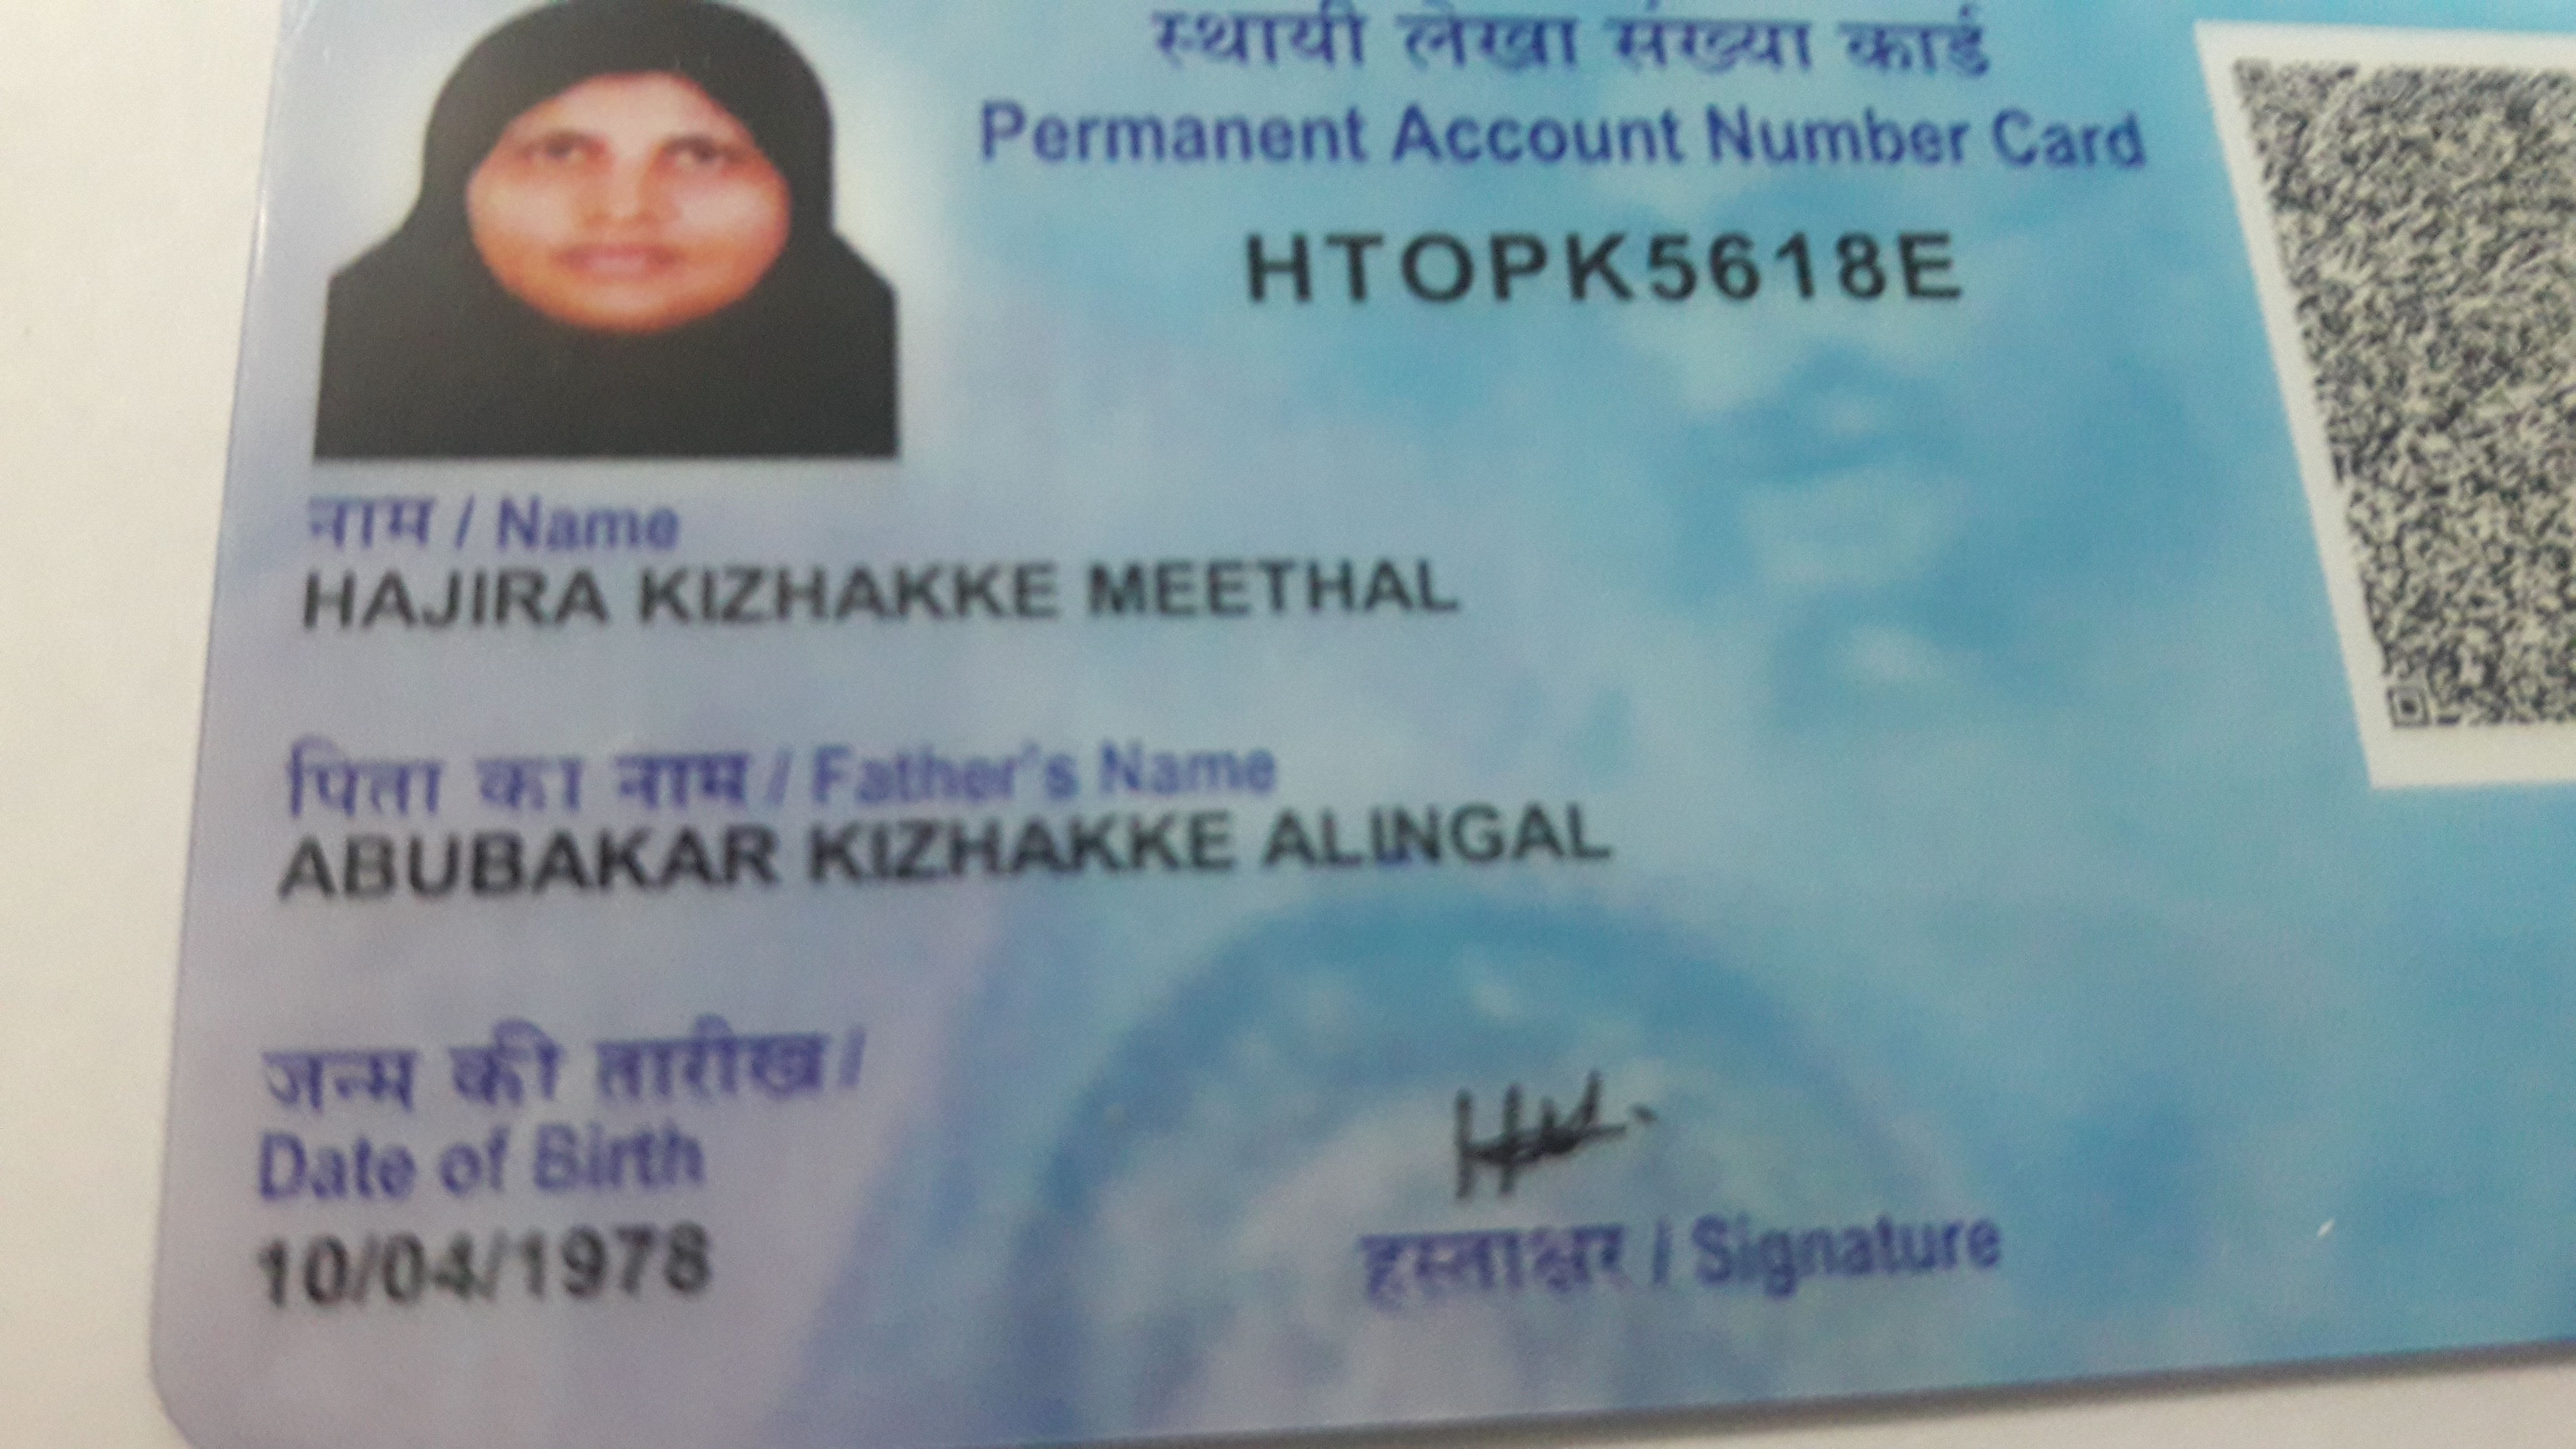 स्थायी लेखा संख्या कार्ड
Permanent Account Number Card
HTOPK5618E
नाम / Name
HAJIRA KIZHAKKE MEETHAL
पिता का नाम / Father's Name
ABUBAKAR KIZHAKKE ALINGAL
जन्म की तारीख /
Date of Birth
10/04/1978
हस्ताक्षर / Signature